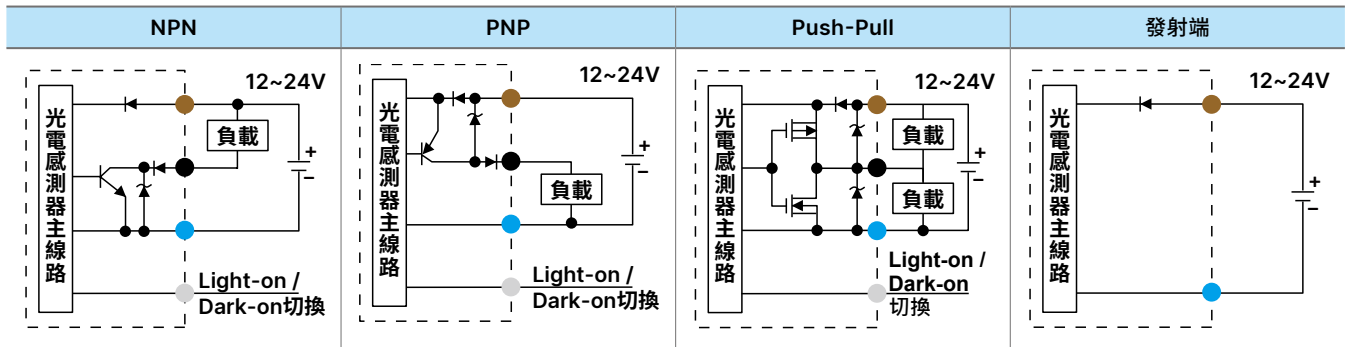 NPN
PNP
Push-Pull
發射端
12~24V
光電感測器主線路
負載
+
−
Light-on /
Dark-on切換
12~24V
光電感測器主線路
負載
+
−
Light-on /
Dark-on切換
12~24V
光電感測器主線路
負載
負載
+
−
Light-on /
Dark-on
切換
12~24V
光電感測器主線路
+
−